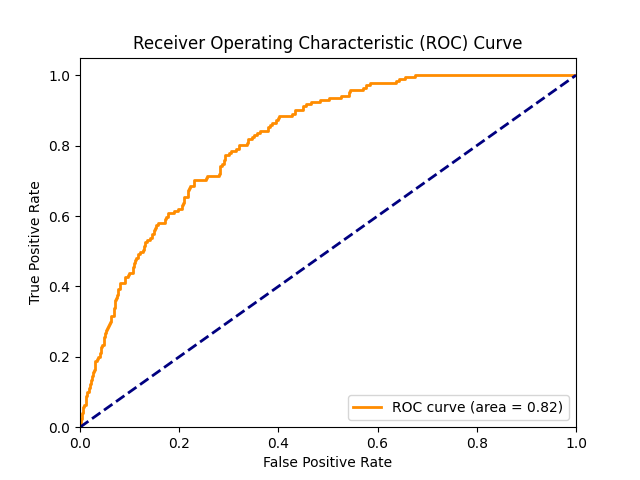 Receiver Operating Characteristic (ROC) Curve
True Positive Rate
1.0
0.8
0.6
0.4
0.2
0.0
ROC curve (area = 0.82)
0.0 0.2 0.4 0.6 0.8 1.0
False Positive Rate